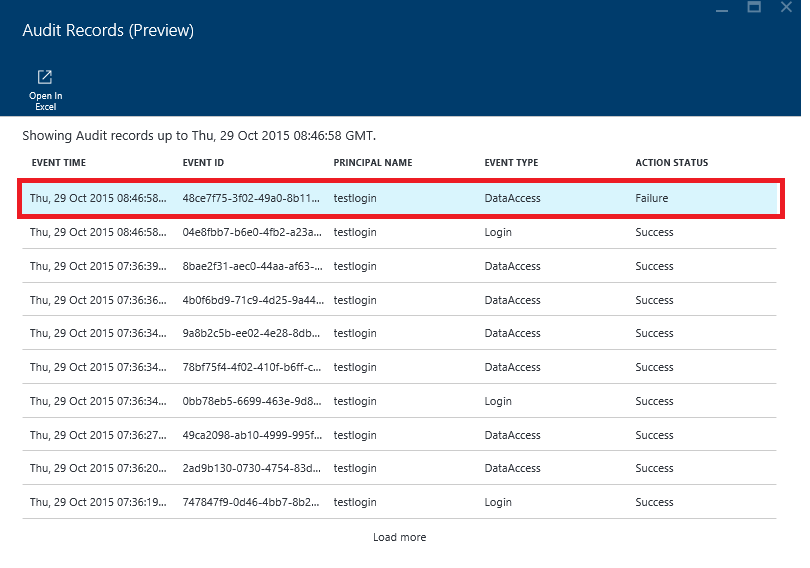 Audit Records (Preview)
Open In
Excel
Showing Audit records up to Thu, 29 Oct 2015 08:46:58 GMT.
EVENT TIME EVENT ID PRINCIPAL NAME EVENT TYPE ACTION STATUS
Thu, 29 Oct 2015 08:46:58... 48ce7f75-3f02-49a0-8b11... testlogin DataAccess Failure
Thu, 29 Oct 2015 08:46:58... 04e8fbb7-b6e0-4fb2-a23a... testlogin Login Success
Thu, 29 Oct 2015 07:36:39... 8bae2f31-aec0-44aa-af63-... testlogin DataAccess Success
Thu, 29 Oct 2015 07:36:36... 4b0f6bd9-71c9-4d25-9a44... testlogin DataAccess Success
Thu, 29 Oct 2015 07:36:34... 9a8b2c5b-ee02-4e28-8db... testlogin DataAccess Success
Thu, 29 Oct 2015 07:36:34... 78bf75f4-4f02-410f-b6ff-c... testlogin DataAccess Success
Thu, 29 Oct 2015 07:36:34... 0bb78eb5-6699-463e-9d8... testlogin Login Success
Thu, 29 Oct 2015 07:36:27... 49ca2098-ab10-4999-995f... testlogin DataAccess Success
Thu, 29 Oct 2015 07:36:20... 2ad9b130-0730-4754-83d... testlogin DataAccess Success
Thu, 29 Oct 2015 07:36:19... 747847f9-0d46-4bb7-8b2... testlogin Login Success
Load more